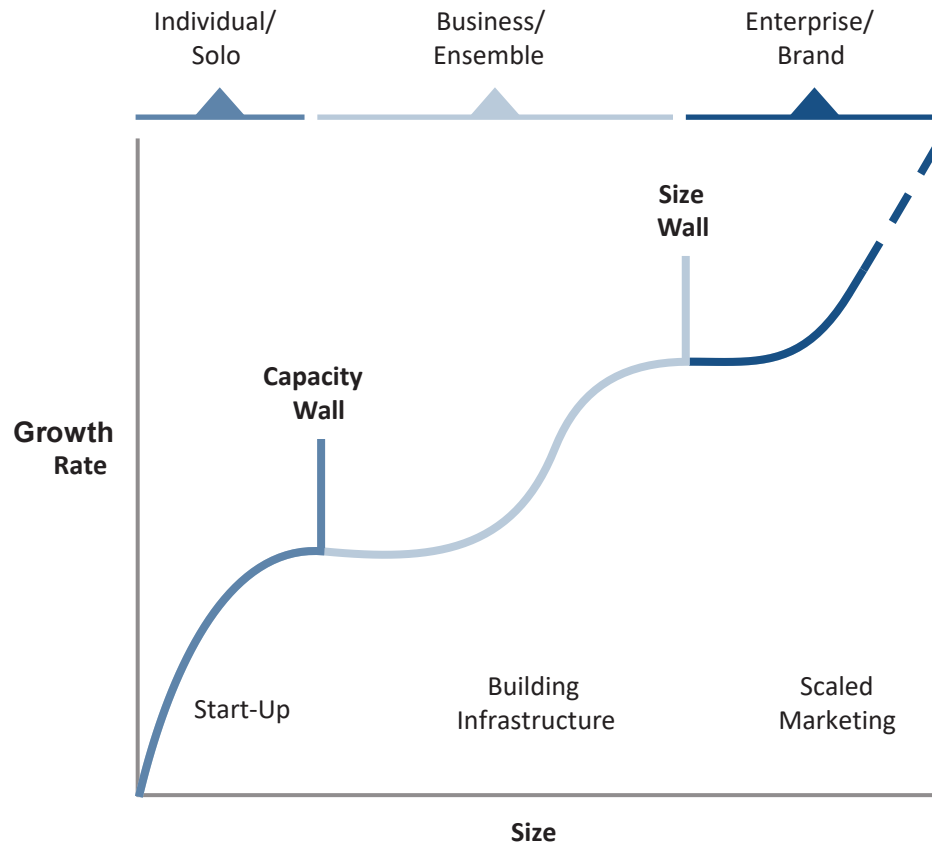 Individual/
Solo
Business/
Ensemble
Enterprise/
Brand
Size
Wall
Capacity
Wall
Growth
Rate
Start-Up
Building
Infrastructure
Scaled
Marketing
Size